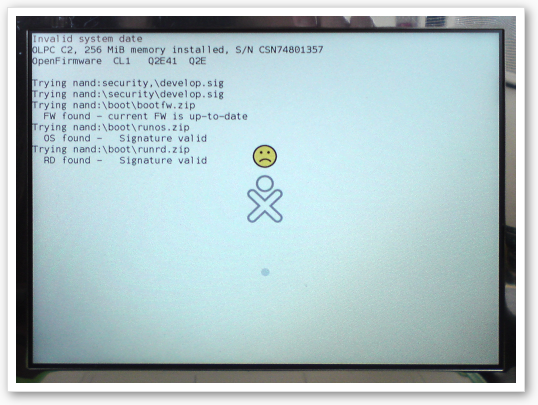 Invalid system date
OLPC C2, 256 MiB memory installed, S/N CSN74801357
OpenFirmware  CL1   Q2E41  Q2E
Trying nand:security,\develop.sig
Trying nand:\security\develop.sig
Trying nand:\boot\bootfw.zip
  FW found - current FW is up-to-date
Trying nand:\boot\runos.zip
  OS found -   Signature valid
Trying nand:\boot\runrd.zip
  RD found -   Signature valid